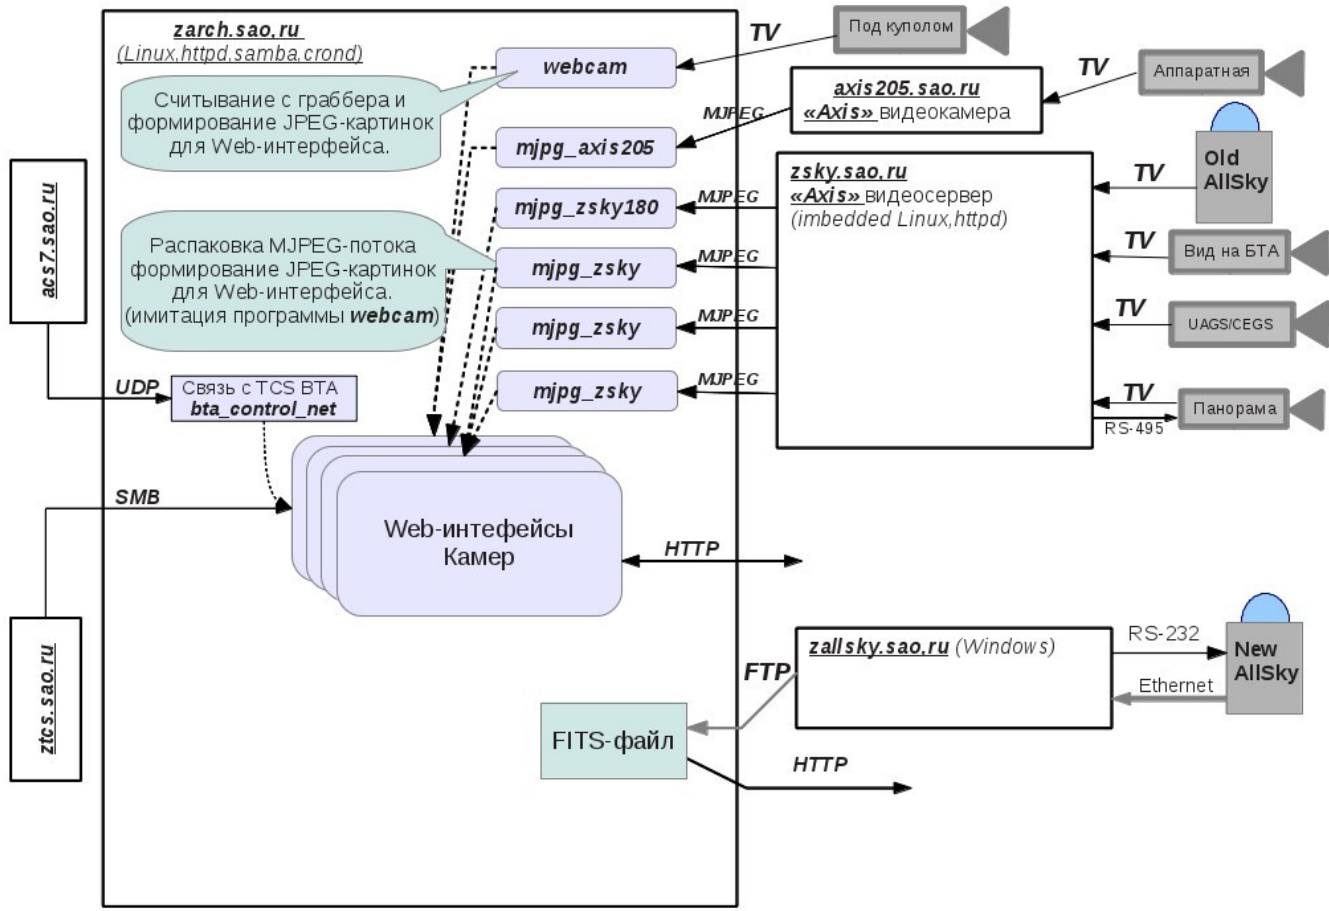 zarch.sao,ru
(Linux,httpd,samba,crond)
Считывание с граббера и
формирование JPEG-картинок
для Web-интерфейса.
webcam
TV
Под куполом
axis205.sao.ru
«Axis» видеокамера
TV
Аппаратная
MJPEG
mjpg_axis205
zsky.sao,ru
«Axis» видеосервер
(imbedded Linux,httpd)
TV
Old
AllSky
mjpg_zsky180
MJPEG
Распаковка MJPEG-потока
формирование JPEG-картинок
для Web-интерфейса.
(имитация программы webcam)
mjpg_zsky
MJPEG
TV
Вид на БТА
mjpg_zsky
MJPEG
TV
UAGS/CEGS
mjpg_zsky
MJPEG
TV
Панорама
RS-495
acs7.sao.ru
UDP
Связь с TCS BTA
bta_control_net
SMB
Web-интефейсы
Камер
HTTP
ztcs.sao.ru
zallsky.sao,ru (Windows)
RS-232
Ethernet
New
AllSky
FTP
FITS-файл
HTTP